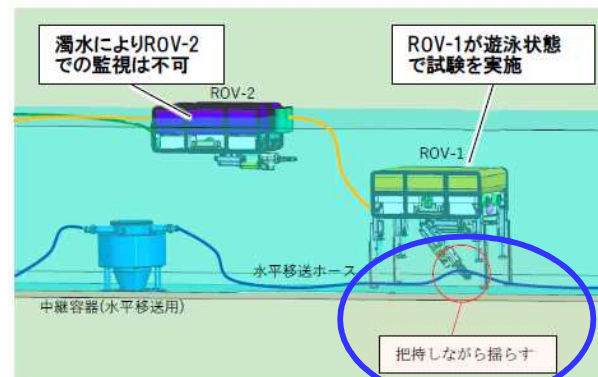 濁水によりROV-2
での監視は不可
ROV-1が遊泳状態
で試験を実施
ROV-2
ROV-1
水平移送ホース
中継容器(水平移送用)
把持しながら揺らす